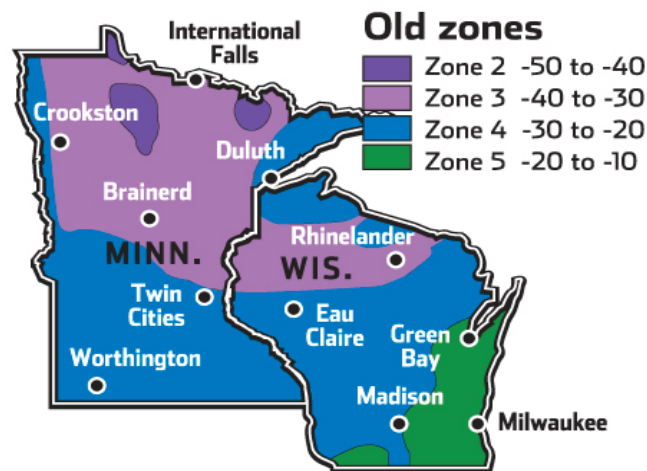 International
Falls
Old zones
Zone 2 -50 to -40
Zone 3 -40 to -30
Zone 4 -30 to -20
Zone 5 -20 to -10
Crookston
Duluth
Brainerd
MINN.
Rhinelander
WIS.
Twin
Cities
Eau
Claire
Green
Bay
Worthington
Madison
Milwaukee